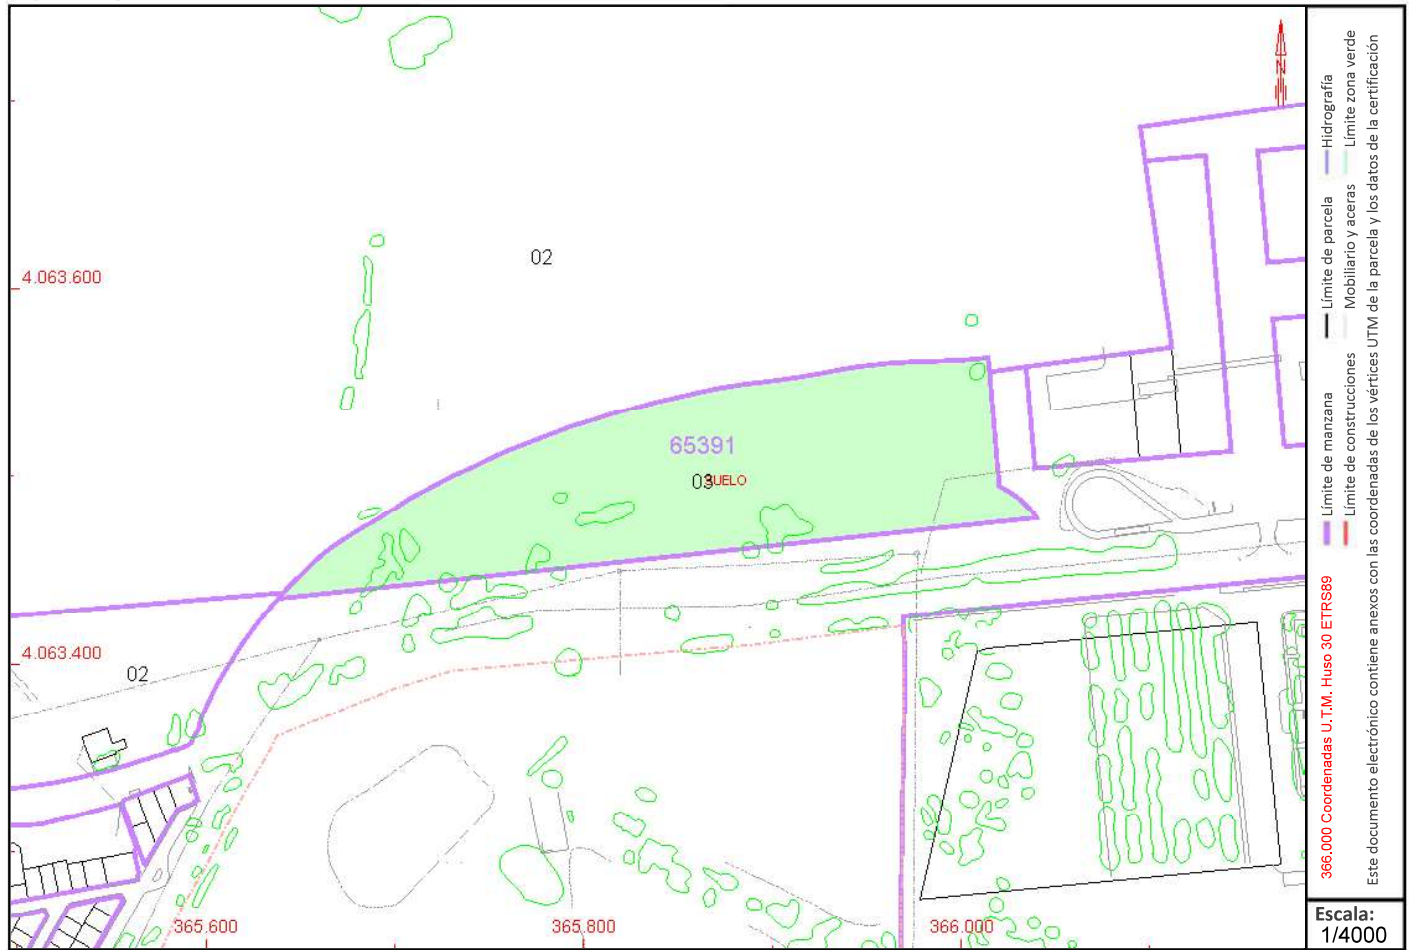 N
02
4.063.600
65391
03
SUELO
4.063.400
02
365.600
365.800
366.000
Límite de manzana
Límite de parcela
Hidrografía
Límite de construcciones
Mobiliario y aceras
Límite zona verde
366.000 Coordenadas U.T.M. Huso 30 ETRS89
Este documento electrónico contiene anexos con las coordenadas de los vértices UTM de la parcela y los datos de la certificación
Escala:
1/4000